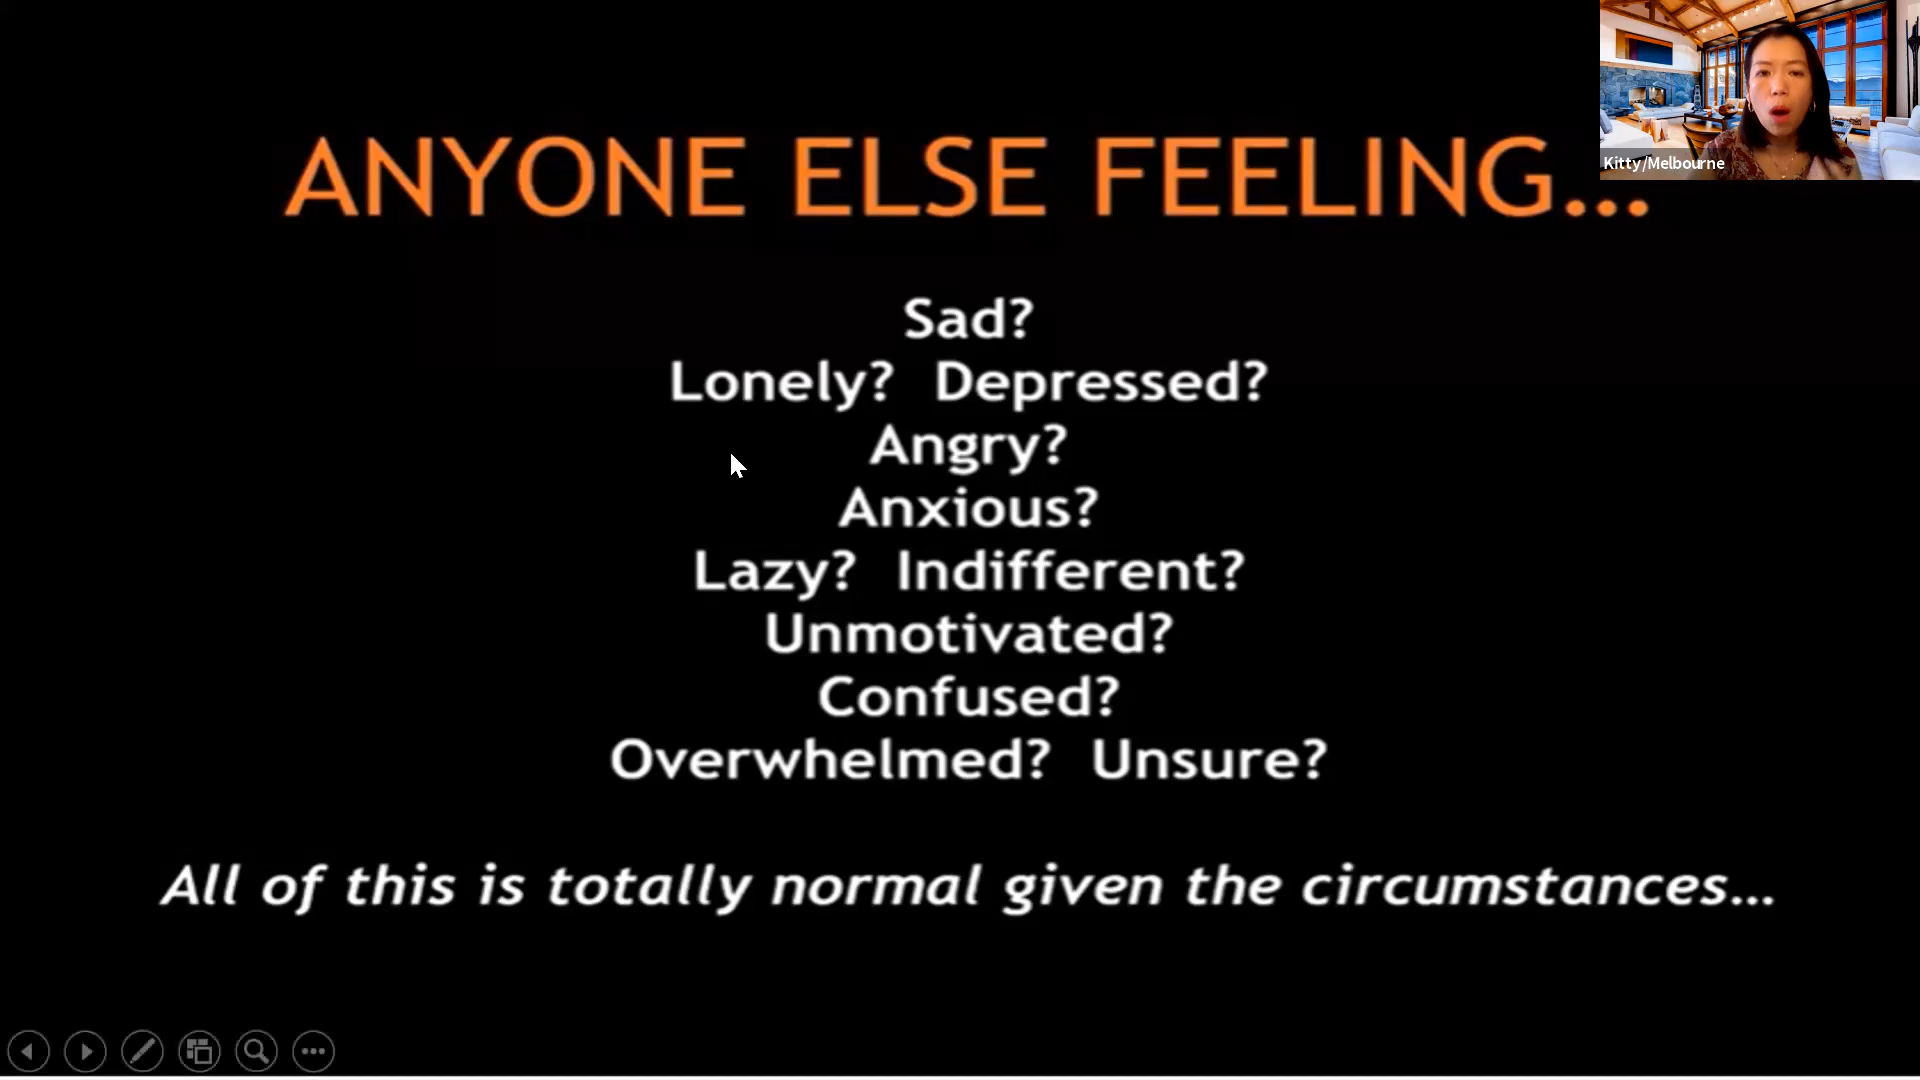 ANYONE ELSE FEELING...
Kitty/Melbourne
Sad?
Lonely? Depressed?
Angry?
Anxious?
Lazy? Indifferent?
Unmotivated?
Confused?
Overwhelmed? Unsure?
All of this is totally normal given the circumstances...